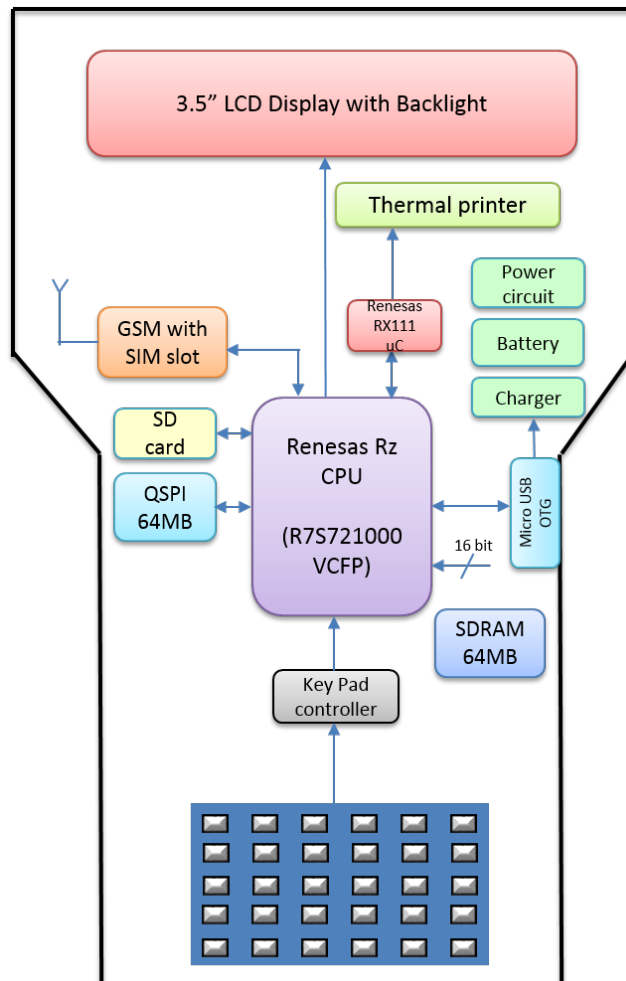 3.5” LCD Display with Backlight
Thermal printer
Power
circuit
Renesas
RX111
uC
GSM with
SIM slot
Battery
Charger
SD
card
Renesas Rz
CPU
(R7S721000
VCFP)
QSPI
64MB
Micro USB
OTG
16 bit
SDRAM
64MB
Key Pad
controller